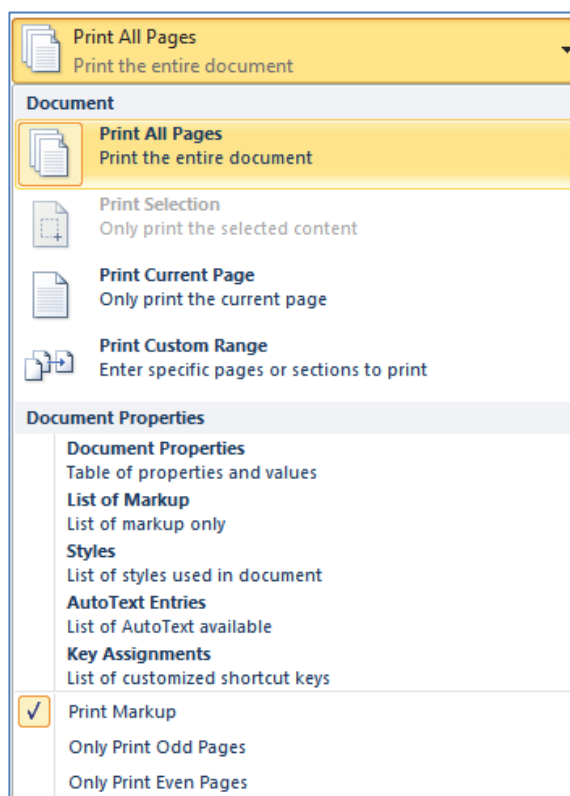 Print All Pages
Print the entire document
Document
Print All Pages
Print the entire document
Print Selection
Only print the selected content
Print Current Page
Only print the current page
Print Custom Range
Enter specific pages or sections to print
Document Properties
Document Properties
Table of properties and values
List of Markup
List of markup only
Styles
List of styles used in document
AutoText Entries
List of AutoText available
Key Assignments
List of customized shortcut keys
Print Markup
Only Print Odd Pages
Only Print Even Pages